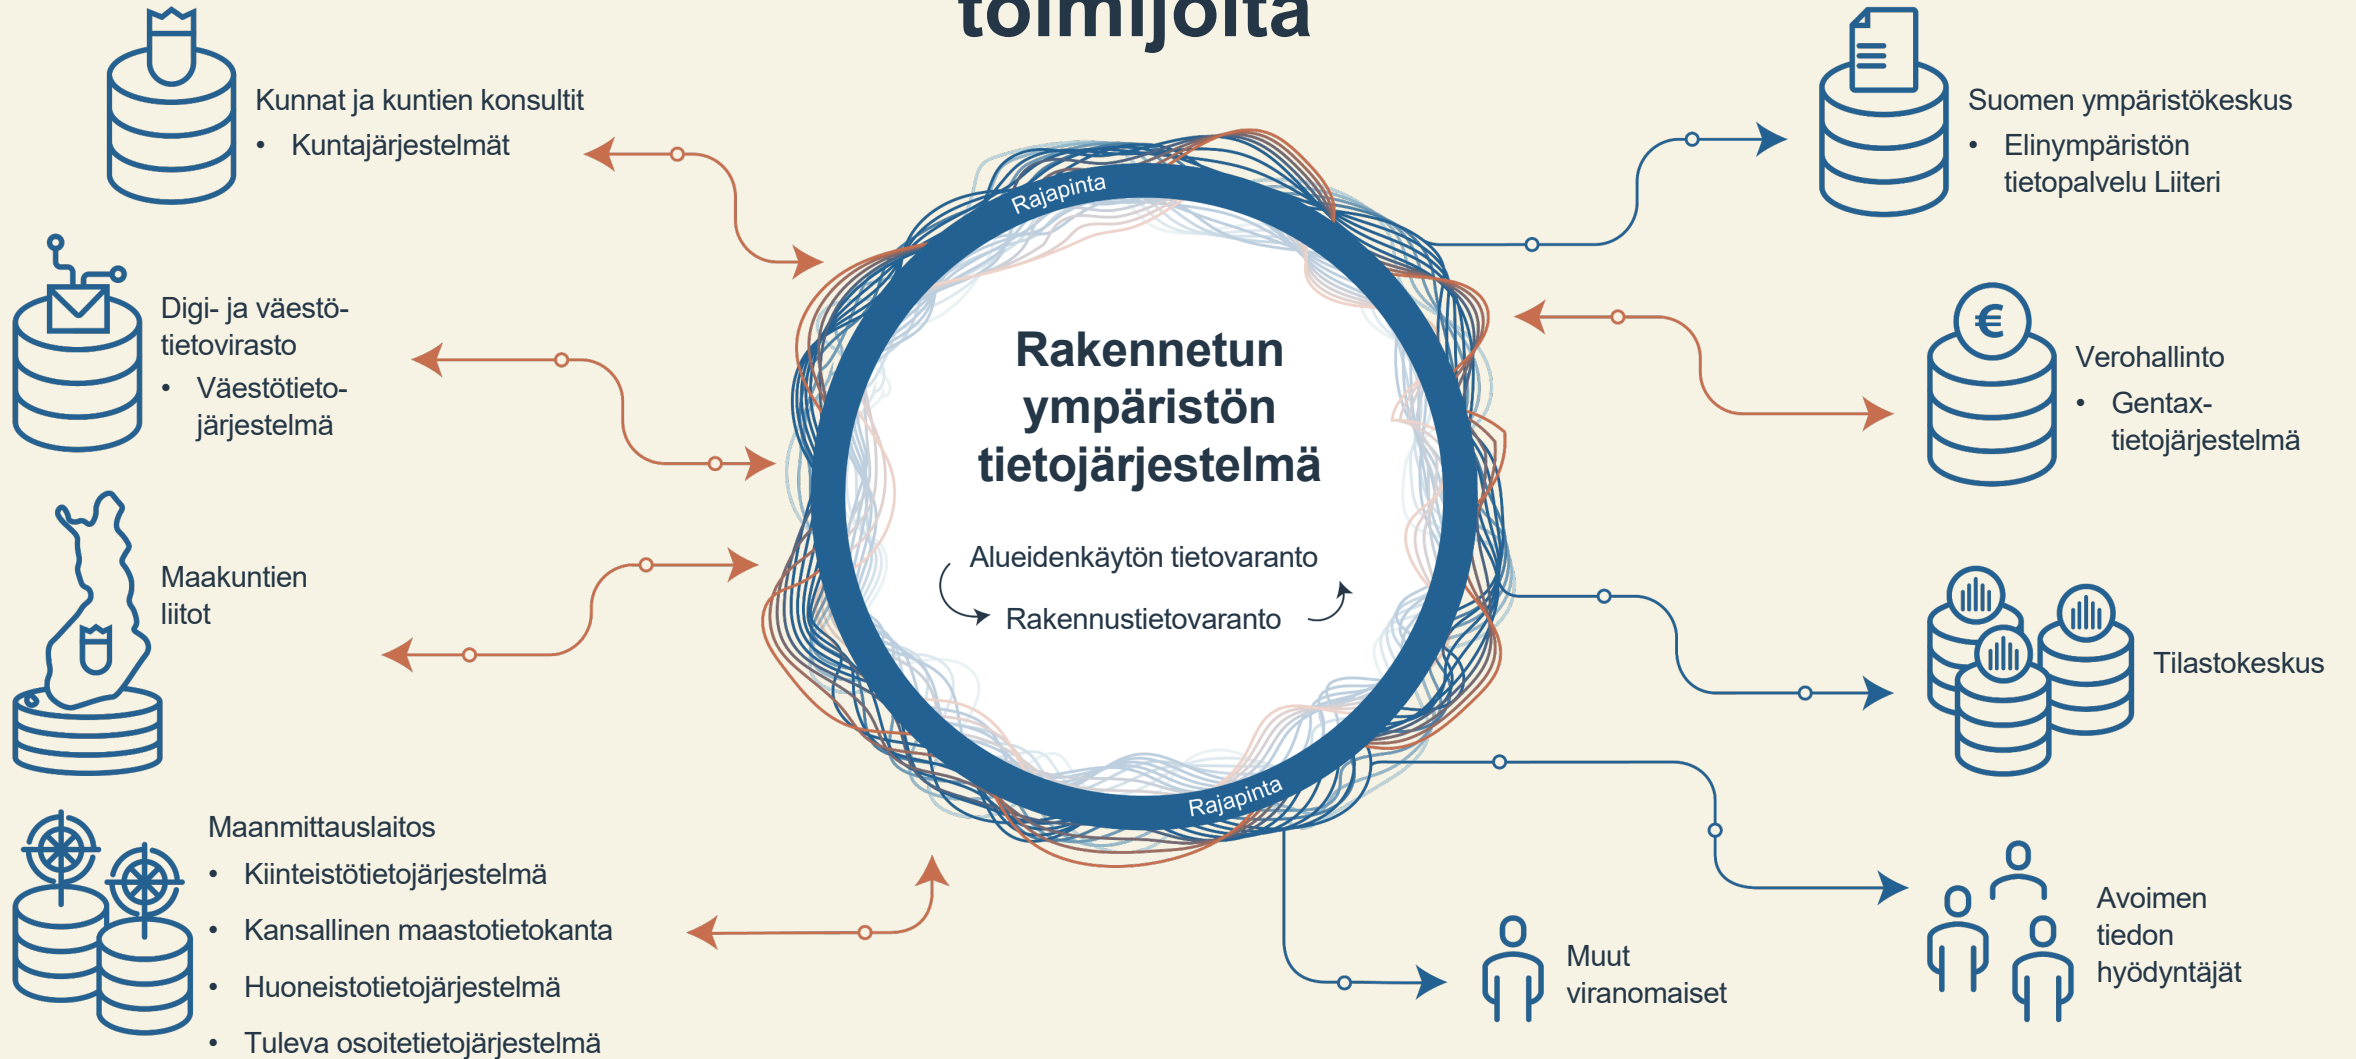 toimijoita
Kunnat ja kuntien konsultit
• Kuntajärjestelmät
Digi- ja väestö-
tietovirasto
• Väestötieto-
järjestelmä
Maakuntien
liitot
Maanmittauslaitos
• Kiinteistötietojärjestelmä
• Kansallinen maastotietokanta
• Huoneistotietojärjestelmä
• Tuleva osoitetietojärjestelmä
Rajapinta
Rakennetun
ympäristön
tietojärjestelmä
Alueidenkäytön tietovaranto
Rakennustietovaranto
Rajapinta
Suomen ympäristökeskus
• Elinympäristön
tietopalvelu Liiteri
€
Verohallinto
• Gentax-
tietojärjestelmä
Tilastokeskus
Avoimen
tiedon
hyödyntäjät
Muut
viranomaiset